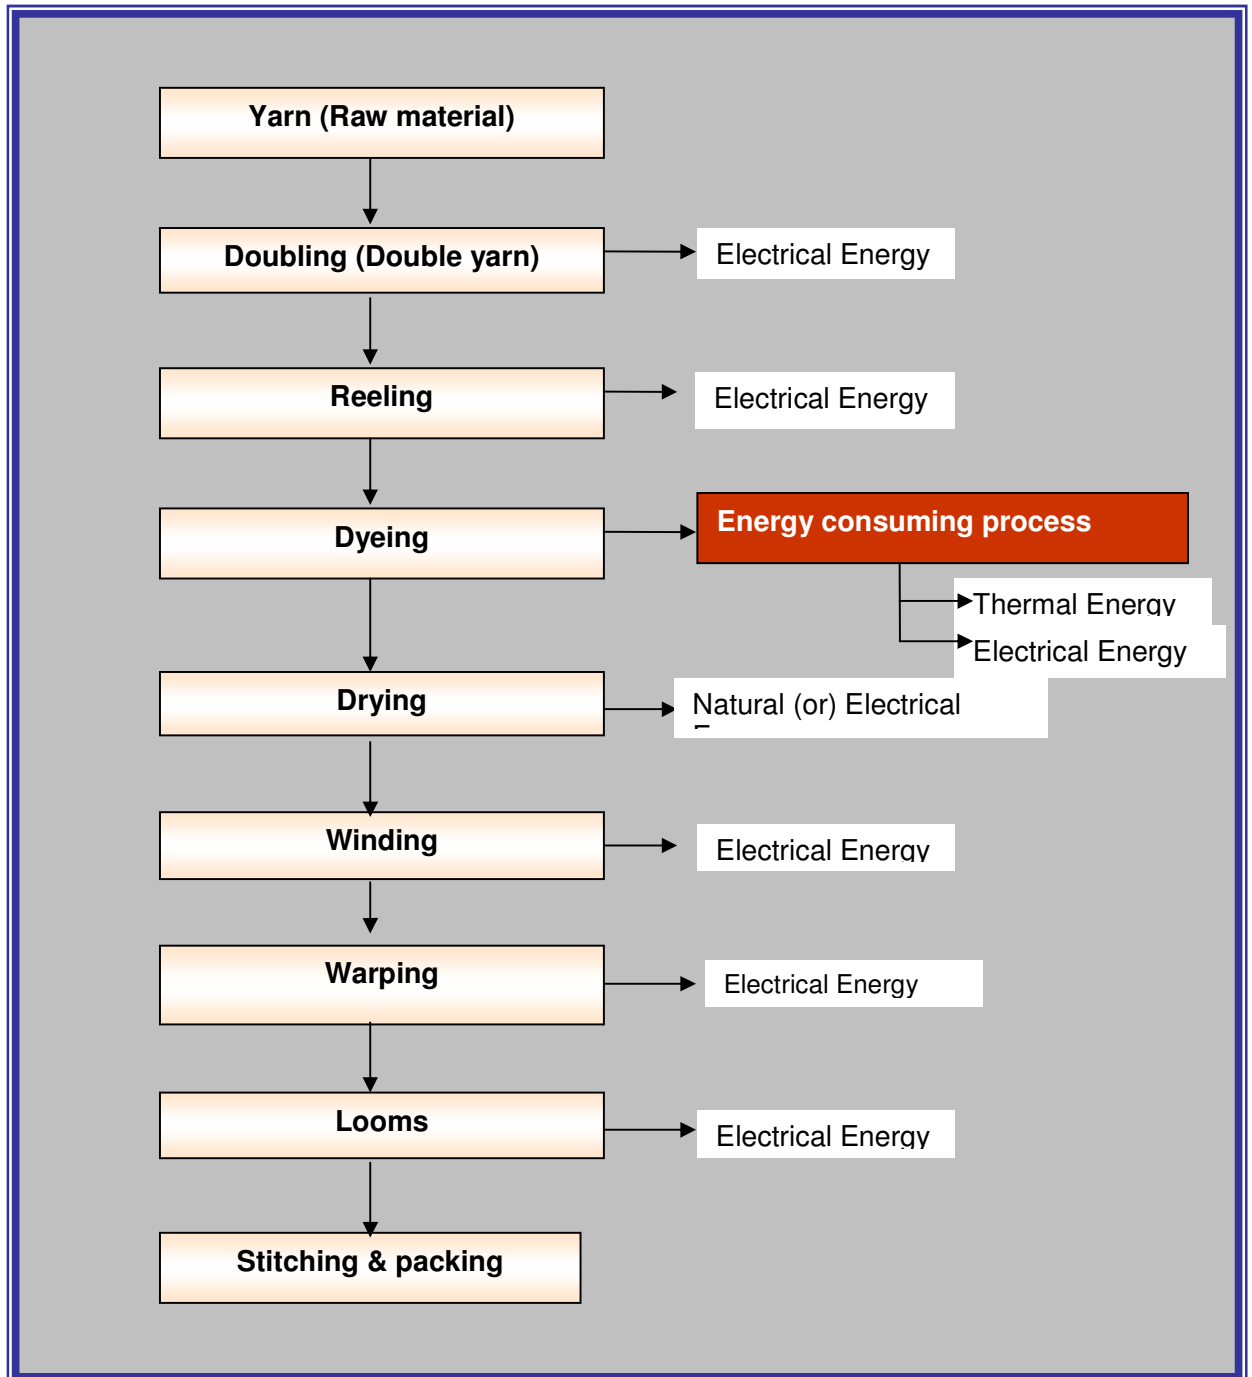 Yarn (Raw material)
Doubling (Double yarn)
Electrical Energy
Reeling
Electrical Energy
Dyeing
Energy consuming process
Thermal Energy
Electrical Energy
Drying
Natural (or) Electrical
Winding
Electrical Energy
Warping
Electrical Energy
Looms
Electrical Energy
Stitching & packing